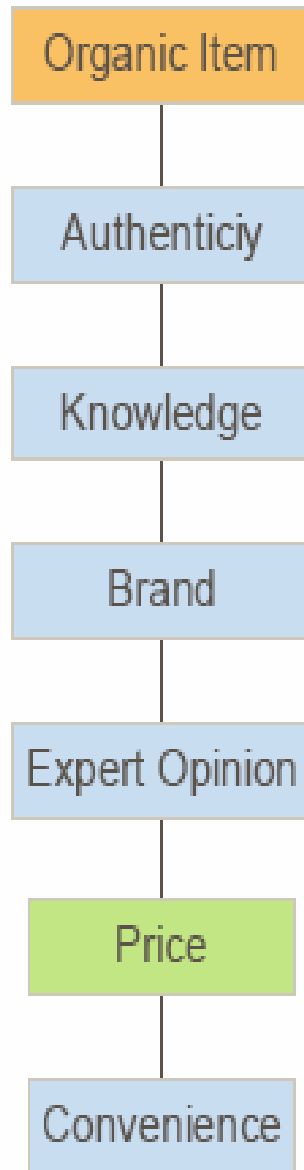 Organic Item
Authenticiy
Knowledge
Brand
Expert Opinion
Price
Convenience